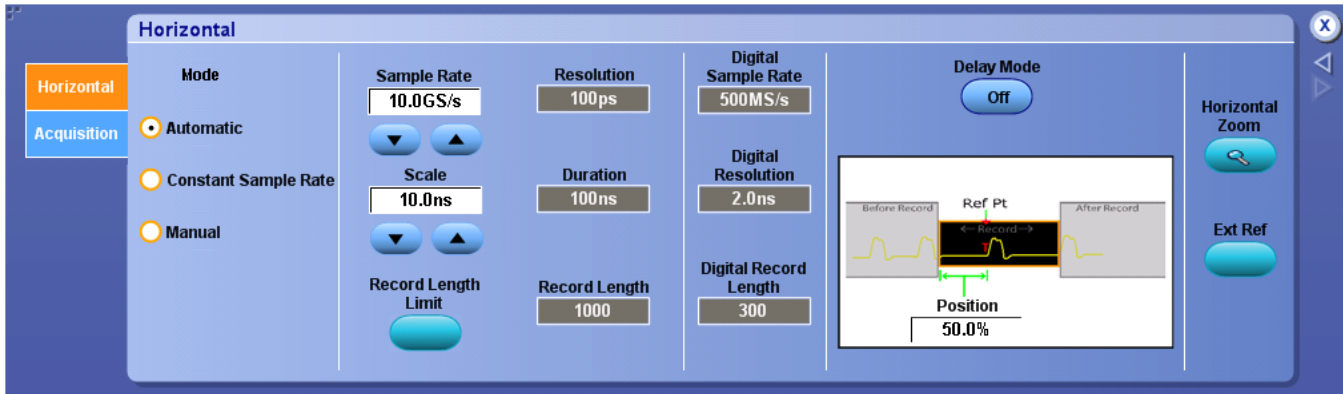 Horizontal
X
Horizontal
Acquisition
Mode
Automatic
Constant Sample Rate
Manual
Sample Rate
10.0GS/s
Scale
10.0ns
Record Length
Limit
Resolution
100ps
Duration
100ns
Record Length
1000
Digital
Sample Rate
500MS/s
Digital
Resolution
2.0ns
Digital Record
Length
300
Delay Mode
Off
Before Record
Ref Pt
After Record
Record
T
Position
50.0%
Horizontal
Zoom
Ext Ref